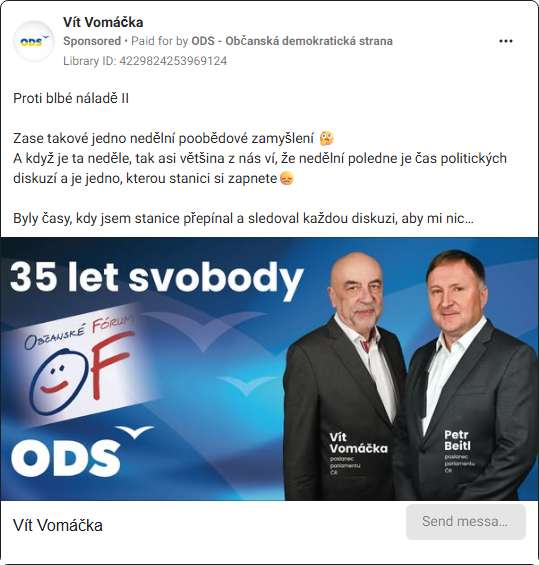 Vít Vomáčka
ODS
Sponsored • Paid for by ODS - Občanská demokratická strana
Library ID: 4229824253969124
Proti blbé náladě II
Zase takové jedno nedělní poobědové zamyšlení 🤔
A když je ta neděle, tak asi většina z nás ví, že nedělní poledne je čas politických
diskuzí a je jedno, kterou stanici si zapnete😞
Byly časy, kdy jsem stanice přepínal a sledoval každou diskuzi, aby mi nic…
35 let svobody
OBČANSKÉ FÓRUM
OF
ODS
Vít
Vomáčka
poslanec
parlamentu
ČR
Petr
Beitl
poslanec
parlamentu
ČR
Vít Vomáčka
Send messa…